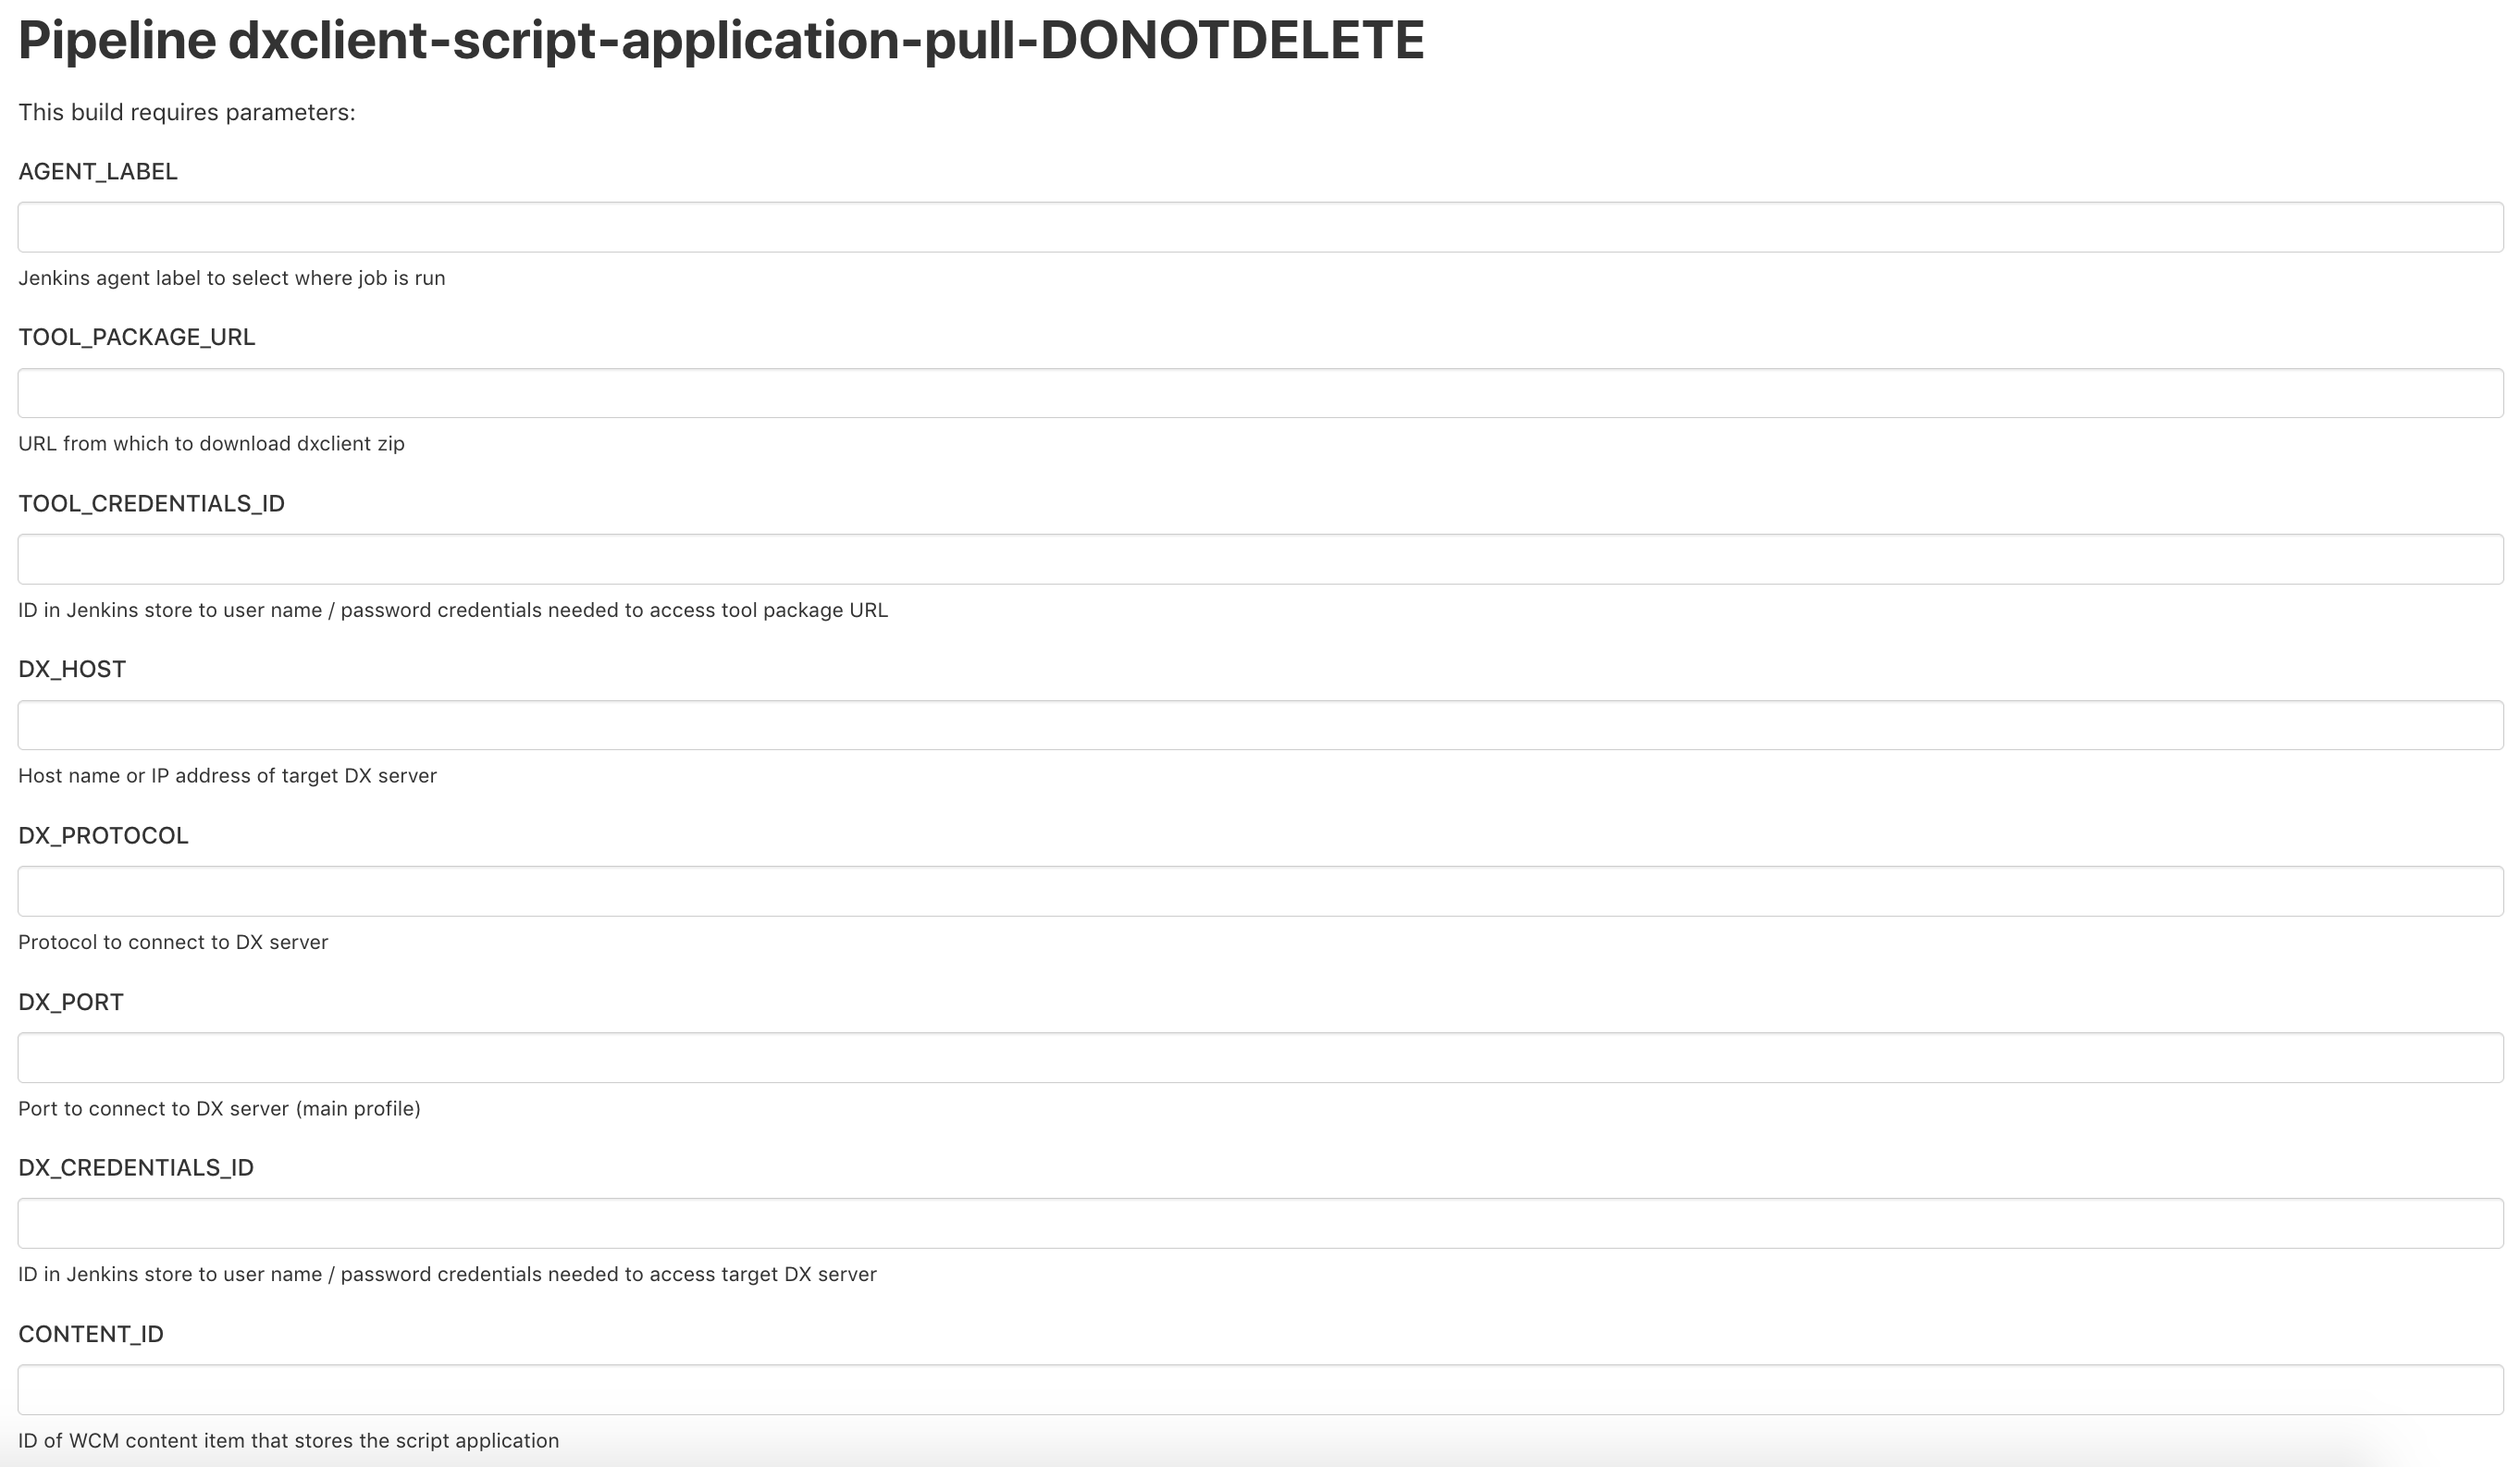 Pipeline dxclient-script-application-pull-DONOTDELETE
This build requires parameters:
AGENT_LABEL
Jenkins agent label to select where job is run
TOOL_PACKAGE_URL
URL from which to download dxclient zip
TOOL_CREDENTIALS_ID
ID in Jenkins store to user name / password credentials needed to access tool package URL
DX_HOST
Host name or IP address of target DX server
DX_PROTOCOL
Protocol to connect to DX server
DX_PORT
Port to connect to DX server (main profile)
DX_CREDENTIALS_ID
ID in Jenkins store to user name / password credentials needed to access target DX server
CONTENT_ID
ID of WCM content item that stores the script application